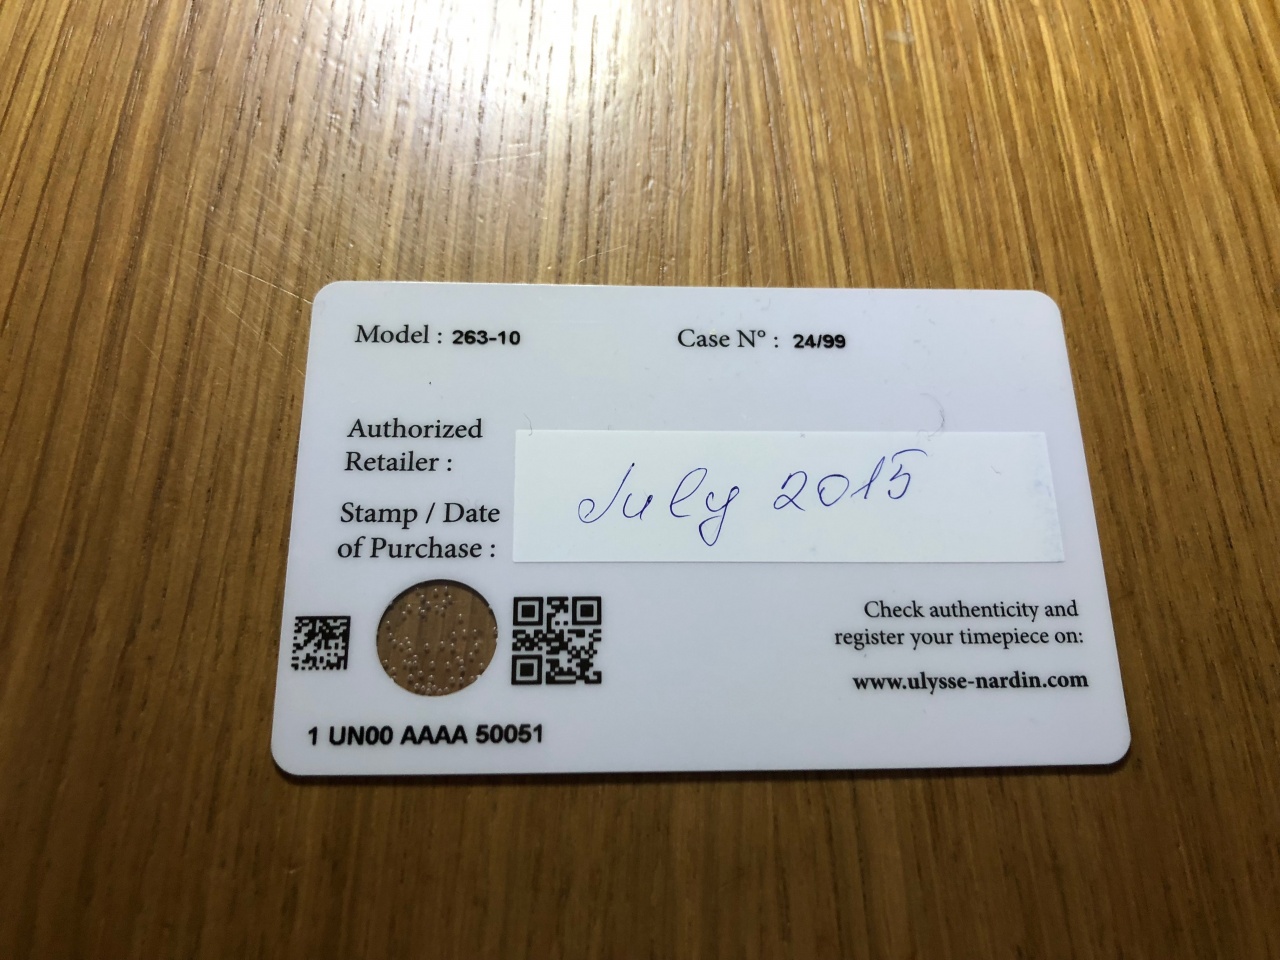 Model : 263-10
Case N° : 24/99
Authorized
Retailer :
Stamp / Date
of Purchase :
July 2015
Check authenticity and
register your timepiece on:
www.ulysse-nardin.com
1 UN00 AAAA 50051